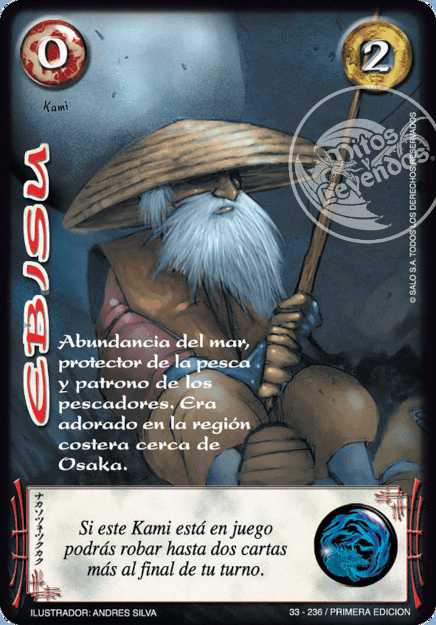 0
2
Kami
Mitos y
Leyendas
EBISU
© SALO S.A. TODOS LOS DERECHOS RESERVADOS
Abundancia del mar,
protector de la pesca
y patrono de los
pescadores. Era
adorado en la región
costera cerca de
Osaka.
Si este Kami está en juego
podrás robar hasta dos cartas
más al final de tu turno.
ILUSTRADOR: ANDRES SILVA
33 - 236 / PRIMERA EDICION